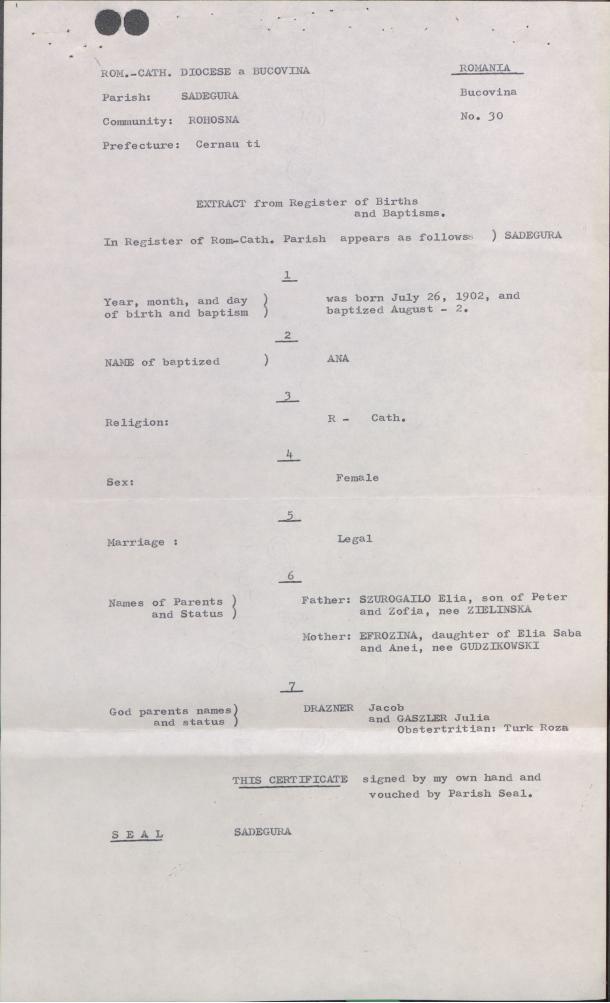 ROM.-CATH. DIOCESE a BUCOVINA ROMANIA
Parish: SADEGURA Bucovina
Community: ROHOSNA No. 30
Prefecture: Cernau ti
EXTRACT from Register of Births
and Baptisms.
In Register of Rom-Cath. Parish appears as follows ) SADEGURA
1
Year, month, and day ) was born July 26, 1902, and
of birth and baptism ) baptized August - 2.
2
NAME of baptized ) ANA
3
Religion: R - Cath.
4
Sex: Female
5
Marriage : Legal
6
Names of Parents ) Father: SZUROGAILO Elia, son of Peter
and Status ) and Zofia, nee ZIELINSKA
Mother: EFROZINA, daughter of Elia Saba
and Anei, nee GUDZIKOWSKI
7
God parents names) DRAZNER Jacob
and status ) and GASZLER Julia
Obstertritian: Turk Roza
THIS CERTIFICATE signed by my own hand and
vouched by Parish Seal.
S E A L SADEGURA